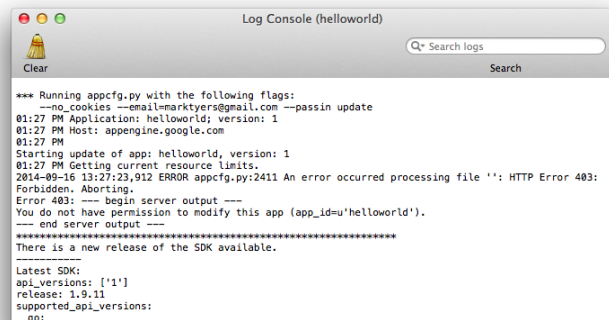 Log Console (helloworld)
Search logs
Clear
Search
*** Running appcfg.py with the following flags:
    --no_cookies --email=marktyers@gmail.com --passin update
01:27 PM Application: helloworld; version: 1
01:27 PM Host: appengine.google.com
01:27 PM
Starting update of app: helloworld, version: 1
01:27 PM Getting current resource limits.
2014-09-16 13:27:23,912 ERROR appcfg.py:2411 An error occurred processing file '': HTTP Error 403:
Forbidden. Aborting.
Error 403: --- begin server output ---
You do not have permission to modify this app (app_id=u'helloworld').
--- end server output ---
*****************************************************************
There is a new release of the SDK available.
-----------
Latest SDK:
api_versions: ['1']
release: 1.9.11
supported_api_versions:
  go: